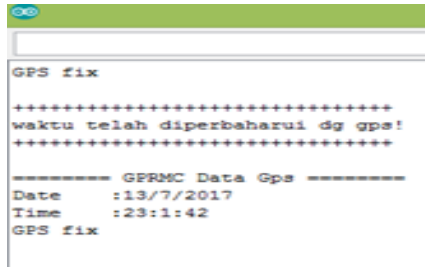 GPS fix
++++++++++++++++++++++++++++++++
waktu telah diperbaharui dg gps!
++++++++++++++++++++++++++++++++
======== GPRMC Data Gps ========
Date    :13/7/2017
Time    :23:1:42
GPS fix